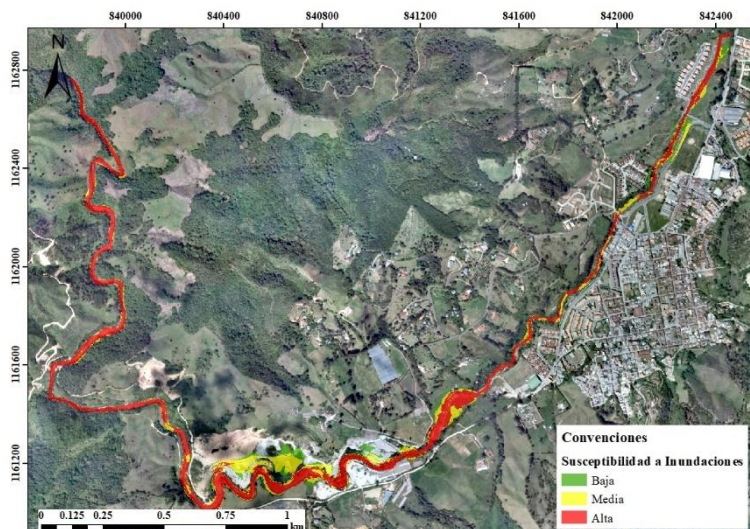 840000 840400 840800 841200 841600 842000 842400
N
1162800
1162400
1162000
1161600
1161200
Convenciones
Susceptibilidad a Inundaciones
Baja
Media
Alta
0 0.125 0.25 0.5 0.75 1
km